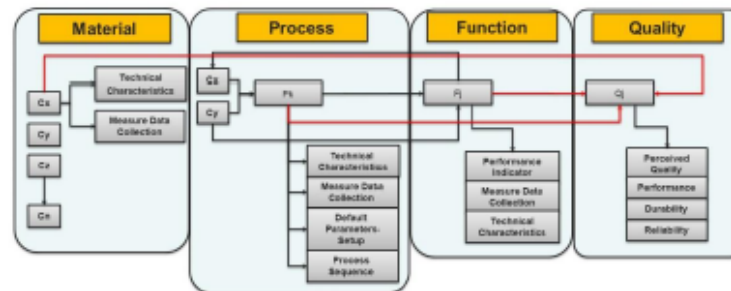 Material
Process
Function
Quality
Technical
Characteristics
Measure Data
Collection
Cx
Cy
Cz
Cn
Cx
Cy
Pk
Technical
Characteristics
Measure Data
Collection
Default
Parameters-
Setup
Process
Sequence
Fj
Performance
Indicator
Measure Data
Collection
Technical
Characteristics
Perceived
Quality
Performance
Durability
Reliability